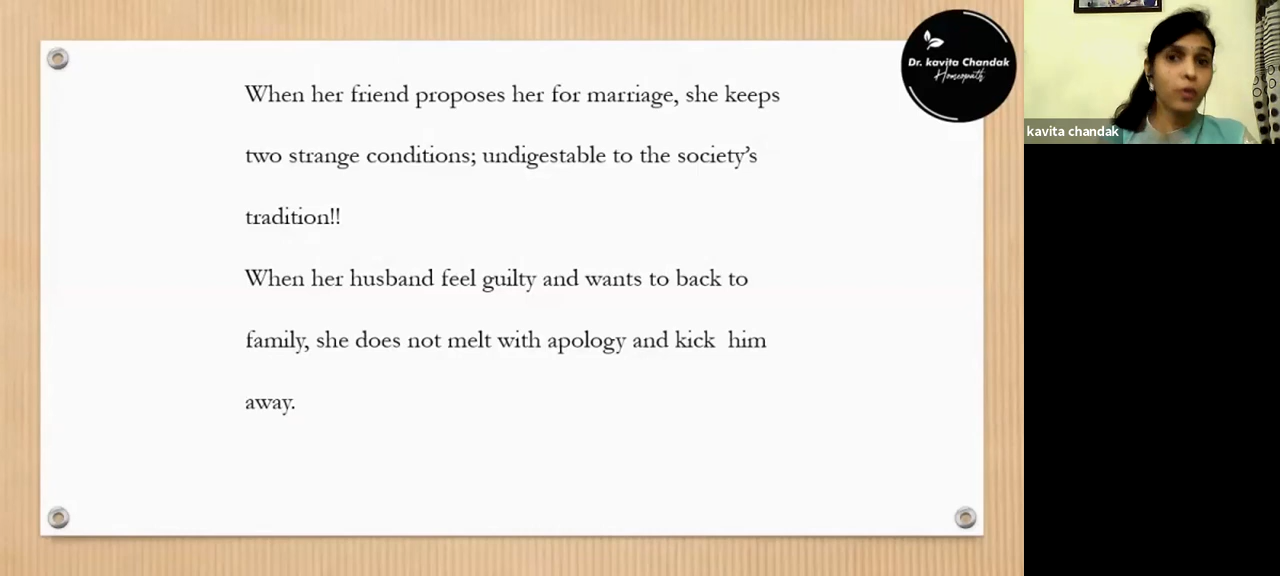 When her friend proposes her for marriage, she keeps
two strange conditions; undigestable to the society's
tradition!!
When her husband feel guilty and wants to back to
family, she does not melt with apology and kick him
away.
Dr. kavita Chandak
Homeopath
kavita chandak